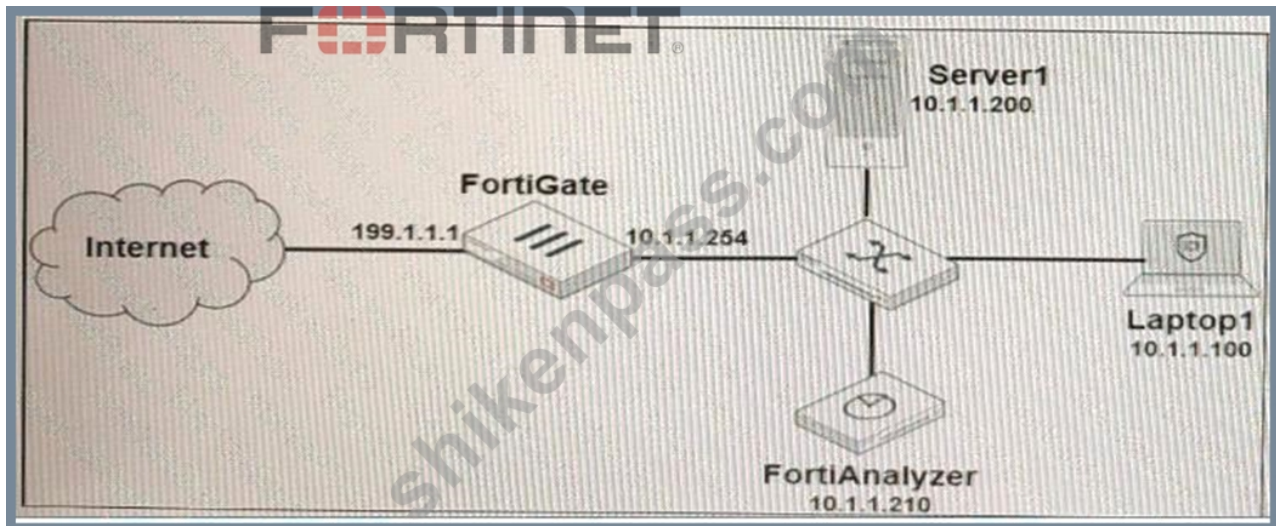 FORTINET®
Server1
10.1.1.200
FortiGate
199.1.1.1
10.1.1.254
Internet
Laptop1
10.1.1.100
FortiAnalyzer
10.1.1.210
shikenpass.com